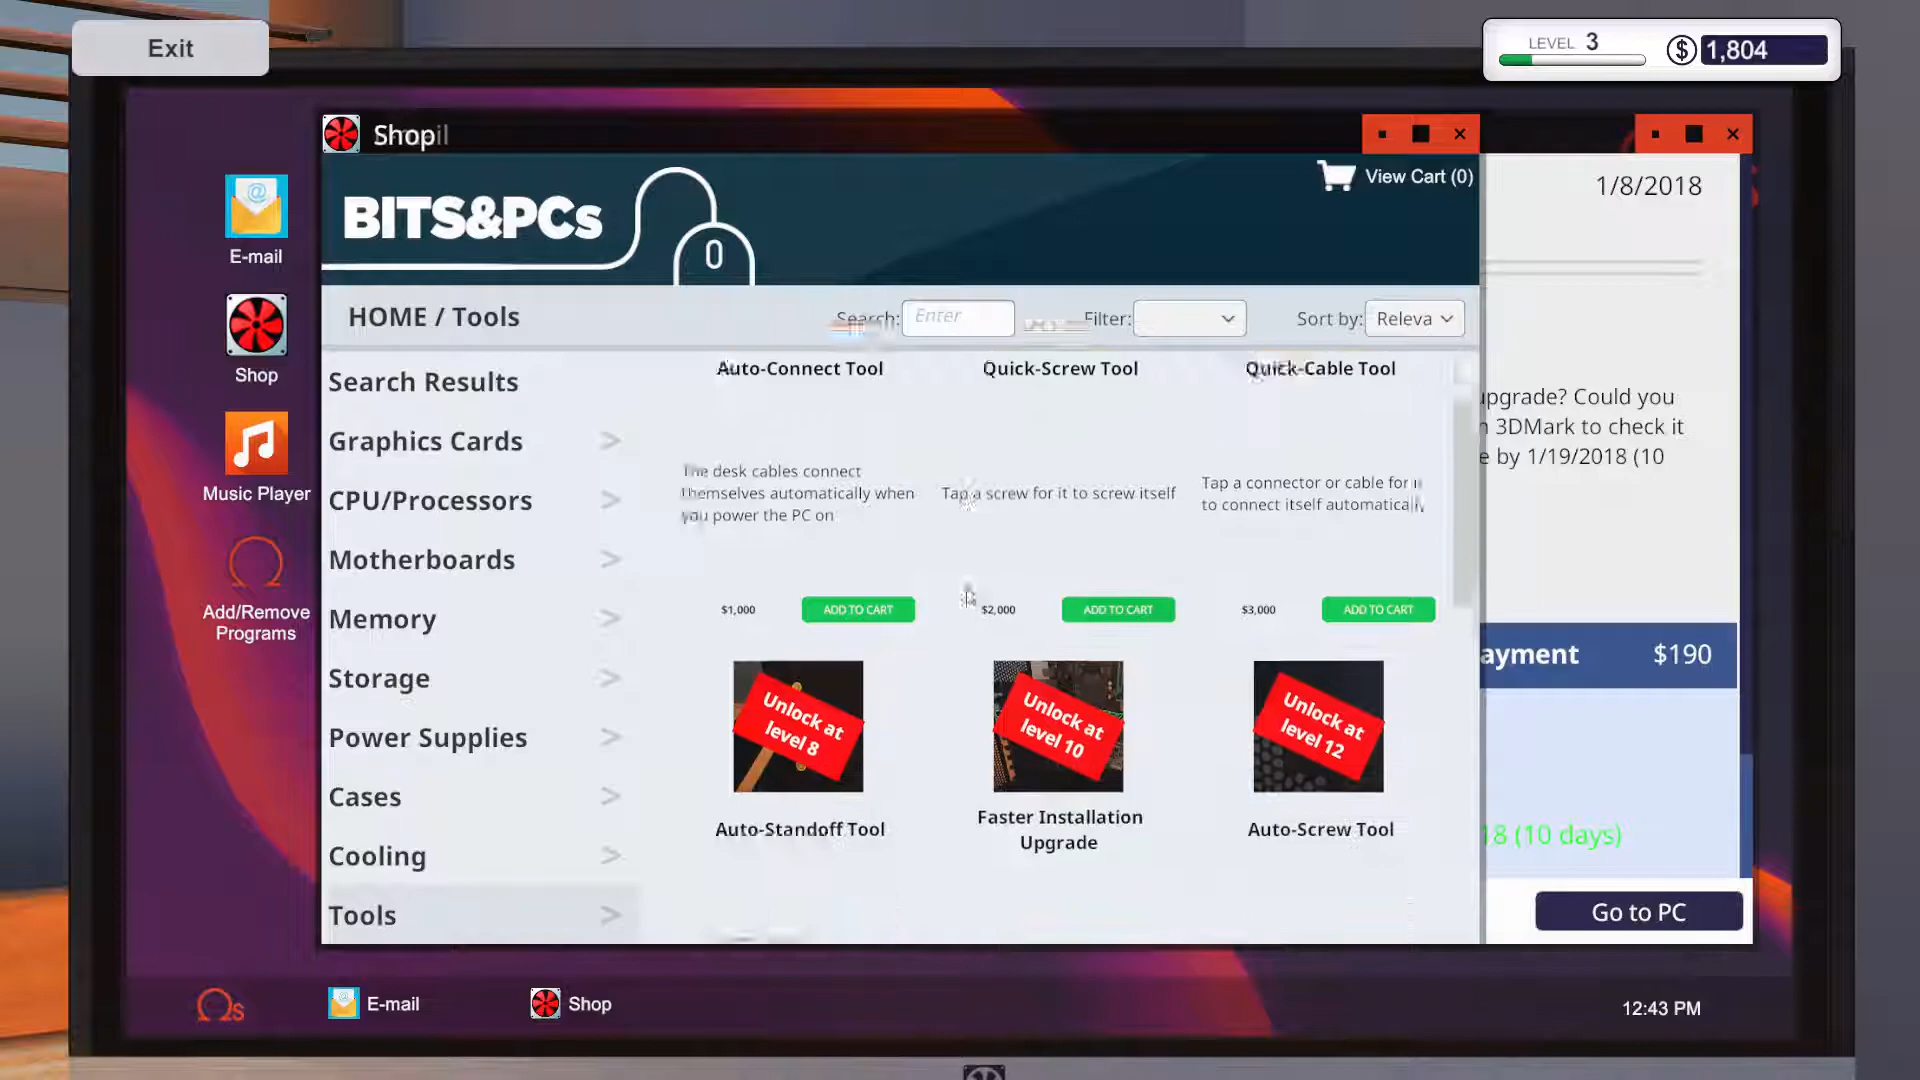 Exit
LEVEL 3
$ 1,804
Shop
View Cart (0)
BITS&PCs
1/8/2018
HOME / Tools
Search:
Enter
Filter:
Sort by:
Releva
Search Results
Graphics Cards >
CPU/Processors >
Motherboards >
Memory >
Storage >
Power Supplies >
Cases >
Cooling >
Tools >
Auto-Connect Tool
The desk cables connect
themselves automatically when
you power the PC on
$1,000
ADD TO CART
Quick-Screw Tool
Tap a screw for it to screw itself
$2,000
ADD TO CART
Quick-Cable Tool
Tap a connector or cable for it
to connect itself automatically
$3,000
ADD TO CART
Unlock at
level 8
Auto-Standoff Tool
Unlock at
level 10
Faster Installation
Upgrade
Unlock at
level 12
Auto-Screw Tool
upgrade? Could you
3DMark to check it
by 1/19/2018 (10
ayment
$190
18 (10 days)
Go to PC
E-mail
Shop
Music Player
Add/Remove
Programs
Ωs
E-mail
Shop
12:43 PM